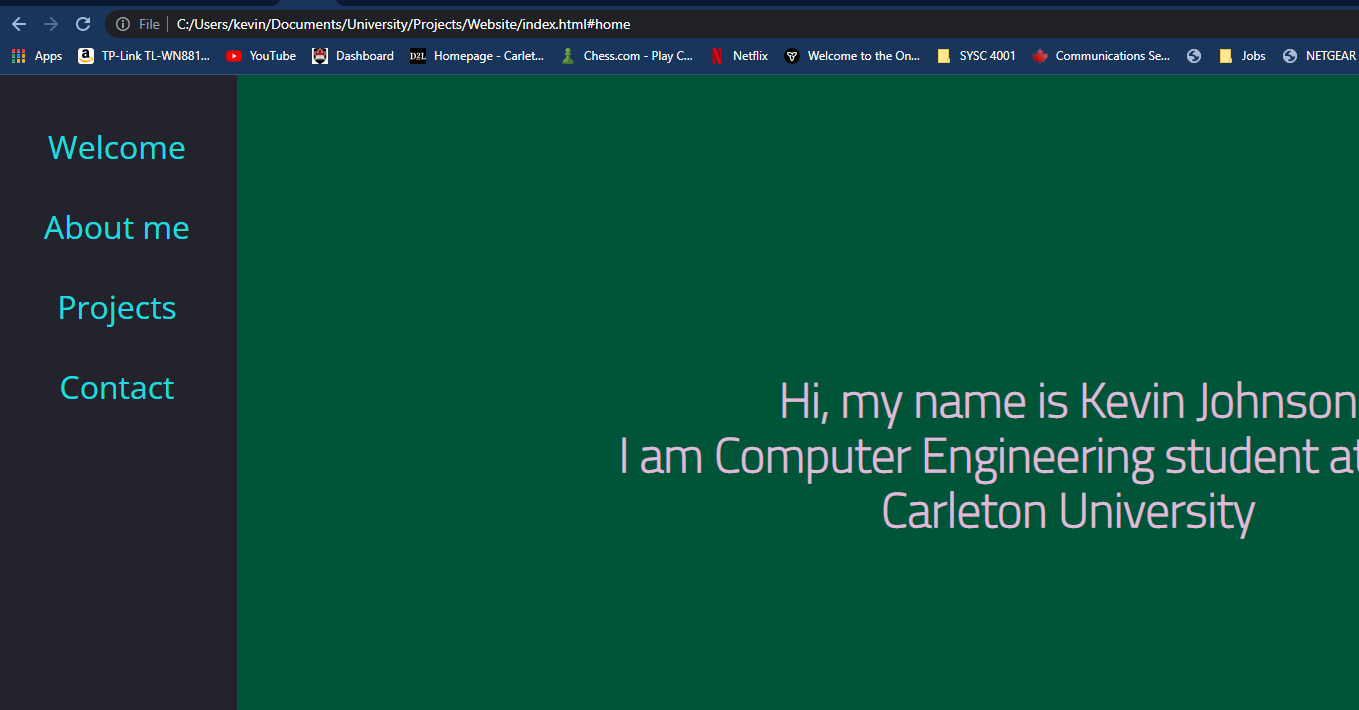 File | C:/Users/kevin/Documents/University/Projects/Website/index.html#home
Apps TP-Link TL-WN881... YouTube Dashboard D2L Homepage - Carlet... Chess.com - Play C... Netflix Welcome to the On... SYSC 4001 Communications Se... Jobs NETGEAR
Welcome
About me
Projects
Contact
Hi, my name is Kevin Johnson
I am Computer Engineering student at
Carleton University